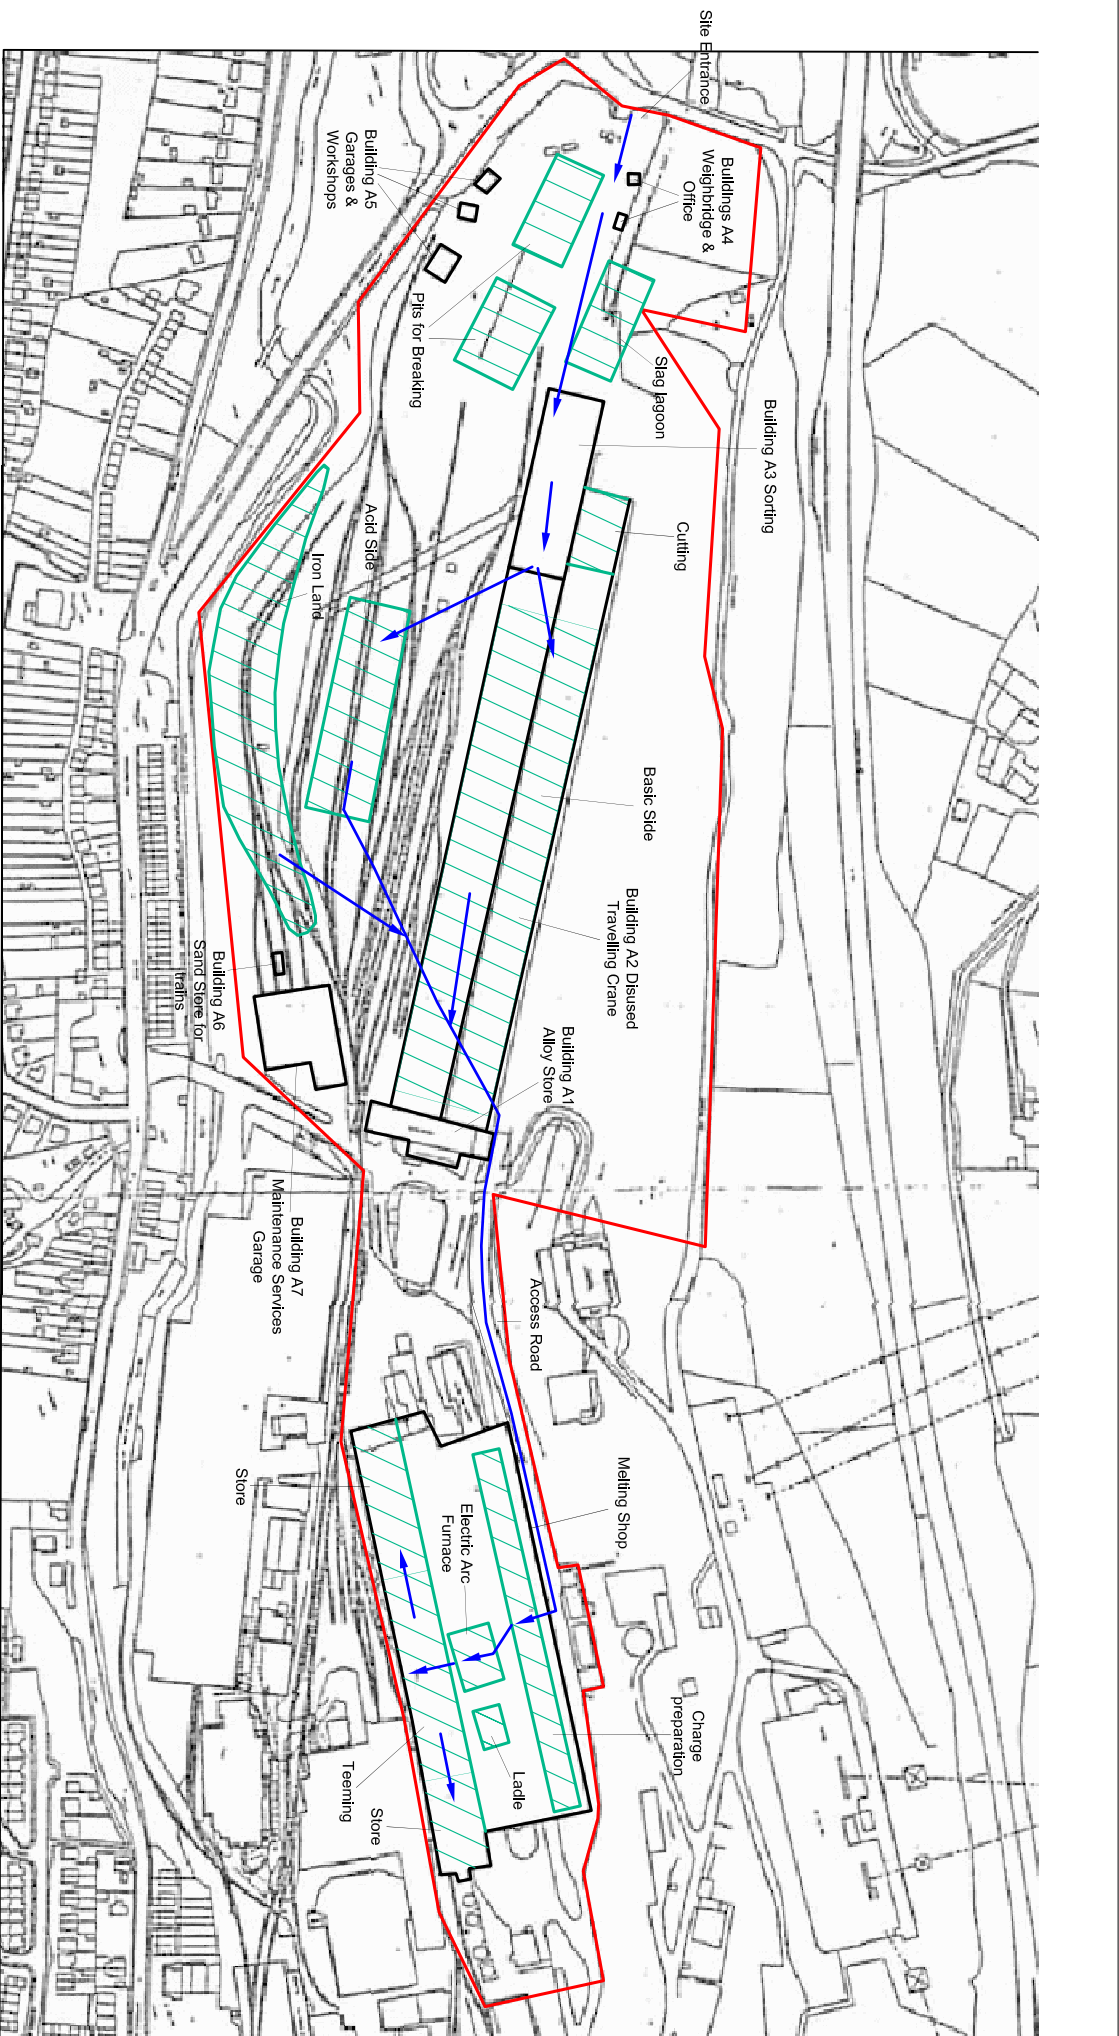 Site Entrance
Buildings A4
Weighbridge &
Office
Building A5
Garages &
Workshops
Pits for Breaking
Slag lagoon
Building A3 Sorting
Cutting
Acid Side
Iron Land
Basic Side
Building A2 Disused
Travelling Crane
Building A6
Sand Store for
trains
Building A1
Alloy Store
Building A7
Maintenance Services
Garage
Access Road
Store
Melting Shop
Electric Arc
Furnace
Charge
preparation
Ladle
Teeming
Store